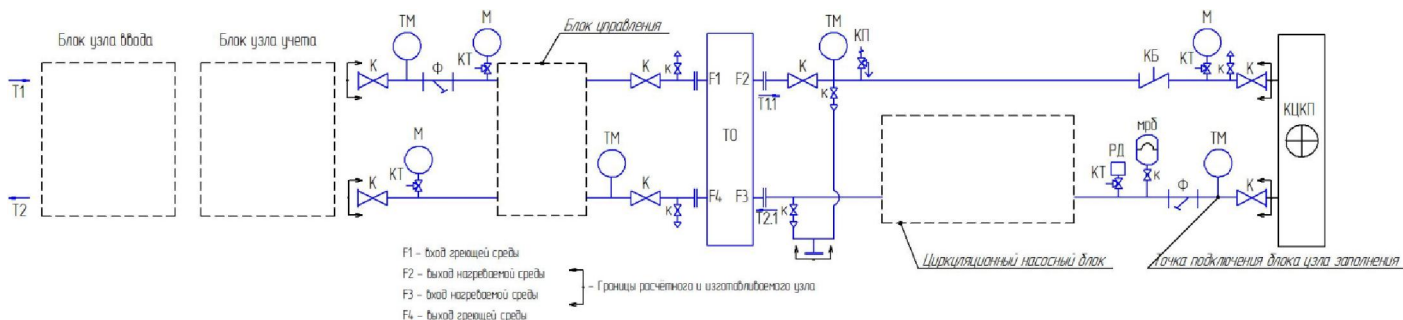 Блок узла ввода
Блок узла учета
Блок управления
ТМ
М
КТ
К
Ф
К
К
F1
F2
ТО
К
ТМ
К
КП
КБ
М
КТ
К
К
Т1
Т1.1
КЦКП
М
КТ
К
ТМ
К
К
F4
F3
К
РД
КТ
мрб
К
Ф
ТМ
К
Т2
Т2.1
Циркуляционный насосный блок
Точка подключения блока узла заполнения
F1 - вход греющей среды
F2 - выход нагреваемой среды
F3 - вход нагреваемой среды
F4 - выход греющей среды
- Границы расчётного и изготавливаемого узла